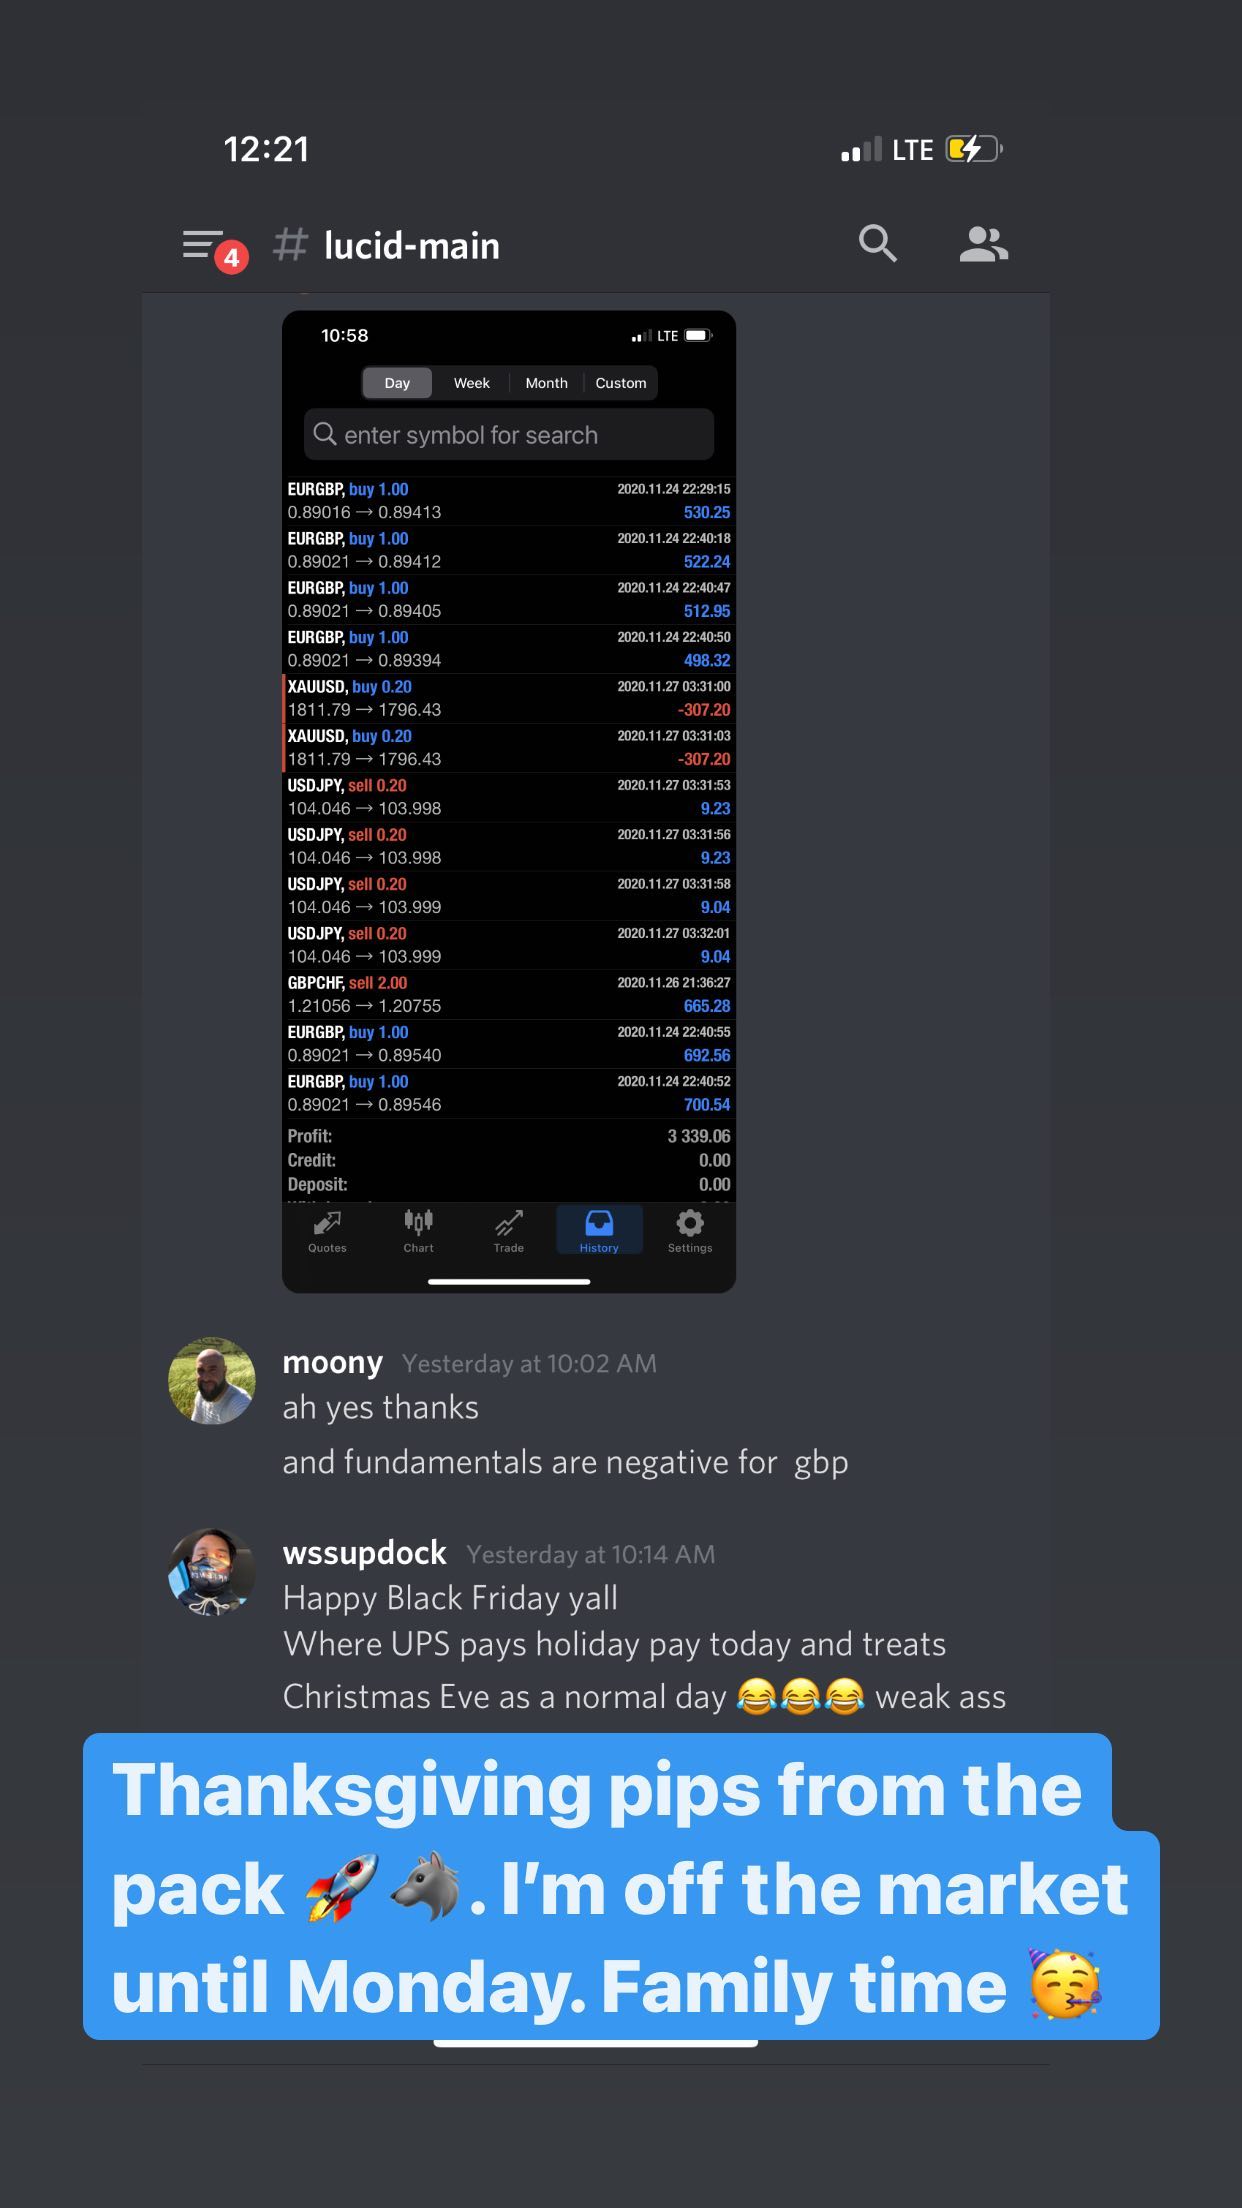 12:21
LTE
4
# lucid-main
10:58
LTE
Day Week Month Custom
enter symbol for search
EURGBP, buy 1.00 2020.11.24 22:29:15
0.89016 → 0.89413 530.25
EURGBP, buy 1.00 2020.11.24 22:40:18
0.89021 → 0.89412 522.24
EURGBP, buy 1.00 2020.11.24 22:40:47
0.89021 → 0.89405 512.95
EURGBP, buy 1.00 2020.11.24 22:40:50
0.89021 → 0.89394 498.32
XAUUSD, buy 0.20 2020.11.27 03:31:00
1811.79 → 1796.43 -307.20
XAUUSD, buy 0.20 2020.11.27 03:31:03
1811.79 → 1796.43 -307.20
USDJPY, sell 0.20 2020.11.27 03:31:53
104.046 → 103.998 9.23
USDJPY, sell 0.20 2020.11.27 03:31:56
104.046 → 103.998 9.23
USDJPY, sell 0.20 2020.11.27 03:31:58
104.046 → 103.999 9.04
USDJPY, sell 0.20 2020.11.27 03:32:01
104.046 → 103.999 9.04
GBPCHF, sell 2.00 2020.11.26 21:36:27
1.21056 → 1.20755 665.28
EURGBP, buy 1.00 2020.11.24 22:40:55
0.89021 → 0.89540 692.56
EURGBP, buy 1.00 2020.11.24 22:40:52
0.89021 → 0.89546 700.54
Profit: 3 339.06
Credit: 0.00
Deposit: 0.00
Quotes Chart Trade History Settings
moony Yesterday at 10:02 AM
ah yes thanks
and fundamentals are negative for gbp
wssupdock Yesterday at 10:14 AM
Happy Black Friday yall
Where UPS pays holiday pay today and treats
Christmas Eve as a normal day 😂😂😂 weak ass
Thanksgiving pips from the
pack 🚀🐺. I’m off the market
until Monday. Family time 🥳